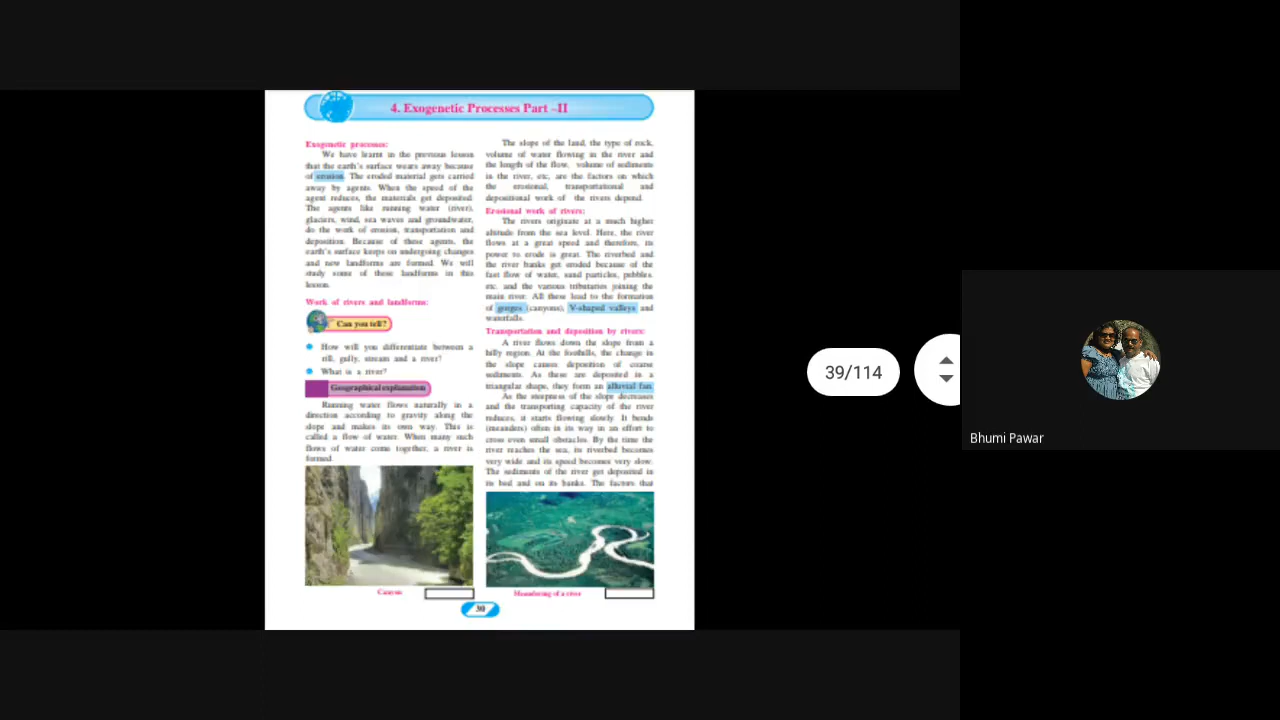 4. Exogenetic Processes Part –II
Exogenetic processes:
We have learnt in the previous lesson
that the earth's surface wears away because
of erosion. The eroded material gets carried
away by agents. When the speed of the
agent reduces, the materials get deposited.
The agents like running water (river),
glaciers, wind, sea waves and groundwater,
do the work of erosion, transportation and
deposition. Because of these agents, the
earth's surface keeps on undergoing changes
and new landforms are formed. We will
study some of these landforms in this
lesson.
Work of rivers and landforms:
Can you tell?
How will you differentiate between a
rill, gully, stream and a river?
What is a river?
Geographical explanation
Running water flows naturally in a
direction according to gravity along the
slope and makes its own way. This is
called a flow of water. When many such
flows of water come together, a river is
formed.
Canyon
The slope of the land, the type of rock,
volume of water flowing in the river and
the length of the flow, volume of sediments
in the river, etc, are the factors on which
the erosional, transportational and
depositional work of the rivers depend.
Erosional work of rivers:
The rivers originate at a much higher
altitude from the sea level. Here, the river
flows at a great speed and therefore, its
power to erode is great. The riverbed and
the river banks get eroded because of the
fast flow of water, sand particles, pebbles,
etc. and the various tributaries joining the
main river. All these lead to the formation
of gorges (canyons), V-shaped valleys and
waterfalls.
Transportation and deposition by rivers:
A river flows down the slope from a
hilly region. At the foothills, the change in
the slope causes deposition of coarse
sediments. As these are deposited in a
triangular shape, they form an alluvial fan.
As the steepness of the slope decreases
and the transporting capacity of the river
reduces, it starts flowing slowly. It bends
(meanders) often in its way in an effort to
cross even small obstacles. By the time the
river reaches the sea, its riverbed becomes
very wide and its speed becomes very slow.
The sediments of the river get deposited in
its bed and on its banks. The factors that
Meandering of a river
30
39/114
Bhumi Pawar